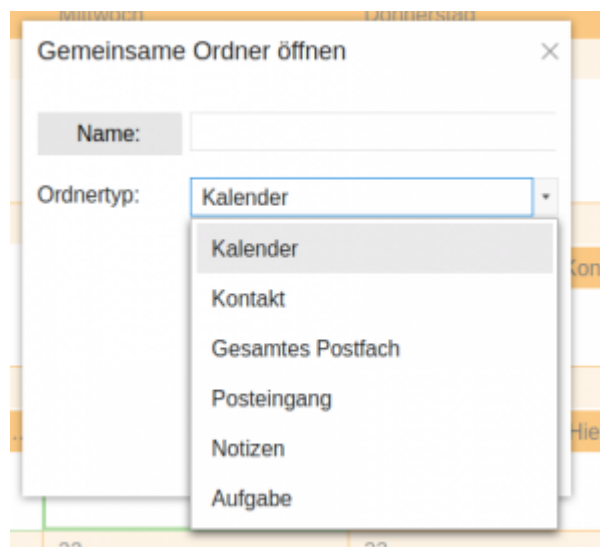 Mittwoch Donnerstag
Gemeinsame Ordner öffnen
Name:
Ordnertyp: Kalender
Kalender
Kontakt
Gesamtes Postfach
Posteingang
Notizen
Aufgabe